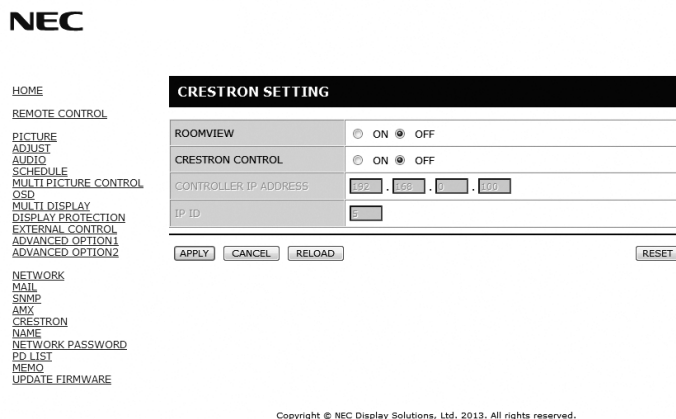 NEC
HOME
REMOTE CONTROL
PICTURE
ADJUST
AUDIO
SCHEDULE
MULTI PICTURE CONTROL
OSD
MULTI DISPLAY
DISPLAY PROTECTION
EXTERNAL CONTROL
ADVANCED OPTION1
ADVANCED OPTION2
NETWORK
MAIL
SNMP
AMX
CRESTRON
NAME
NETWORK PASSWORD
PD LIST
MEMO
UPDATE FIRMWARE
CRESTRON SETTING
ROOMVIEW ON OFF
CRESTRON CONTROL ON OFF
CONTROLLER IP ADDRESS 192 . 168 . 0 . 100
IP ID 5
APPLY CANCEL RELOAD RESET
Copyright © NEC Display Solutions, Ltd. 2013. All rights reserved.